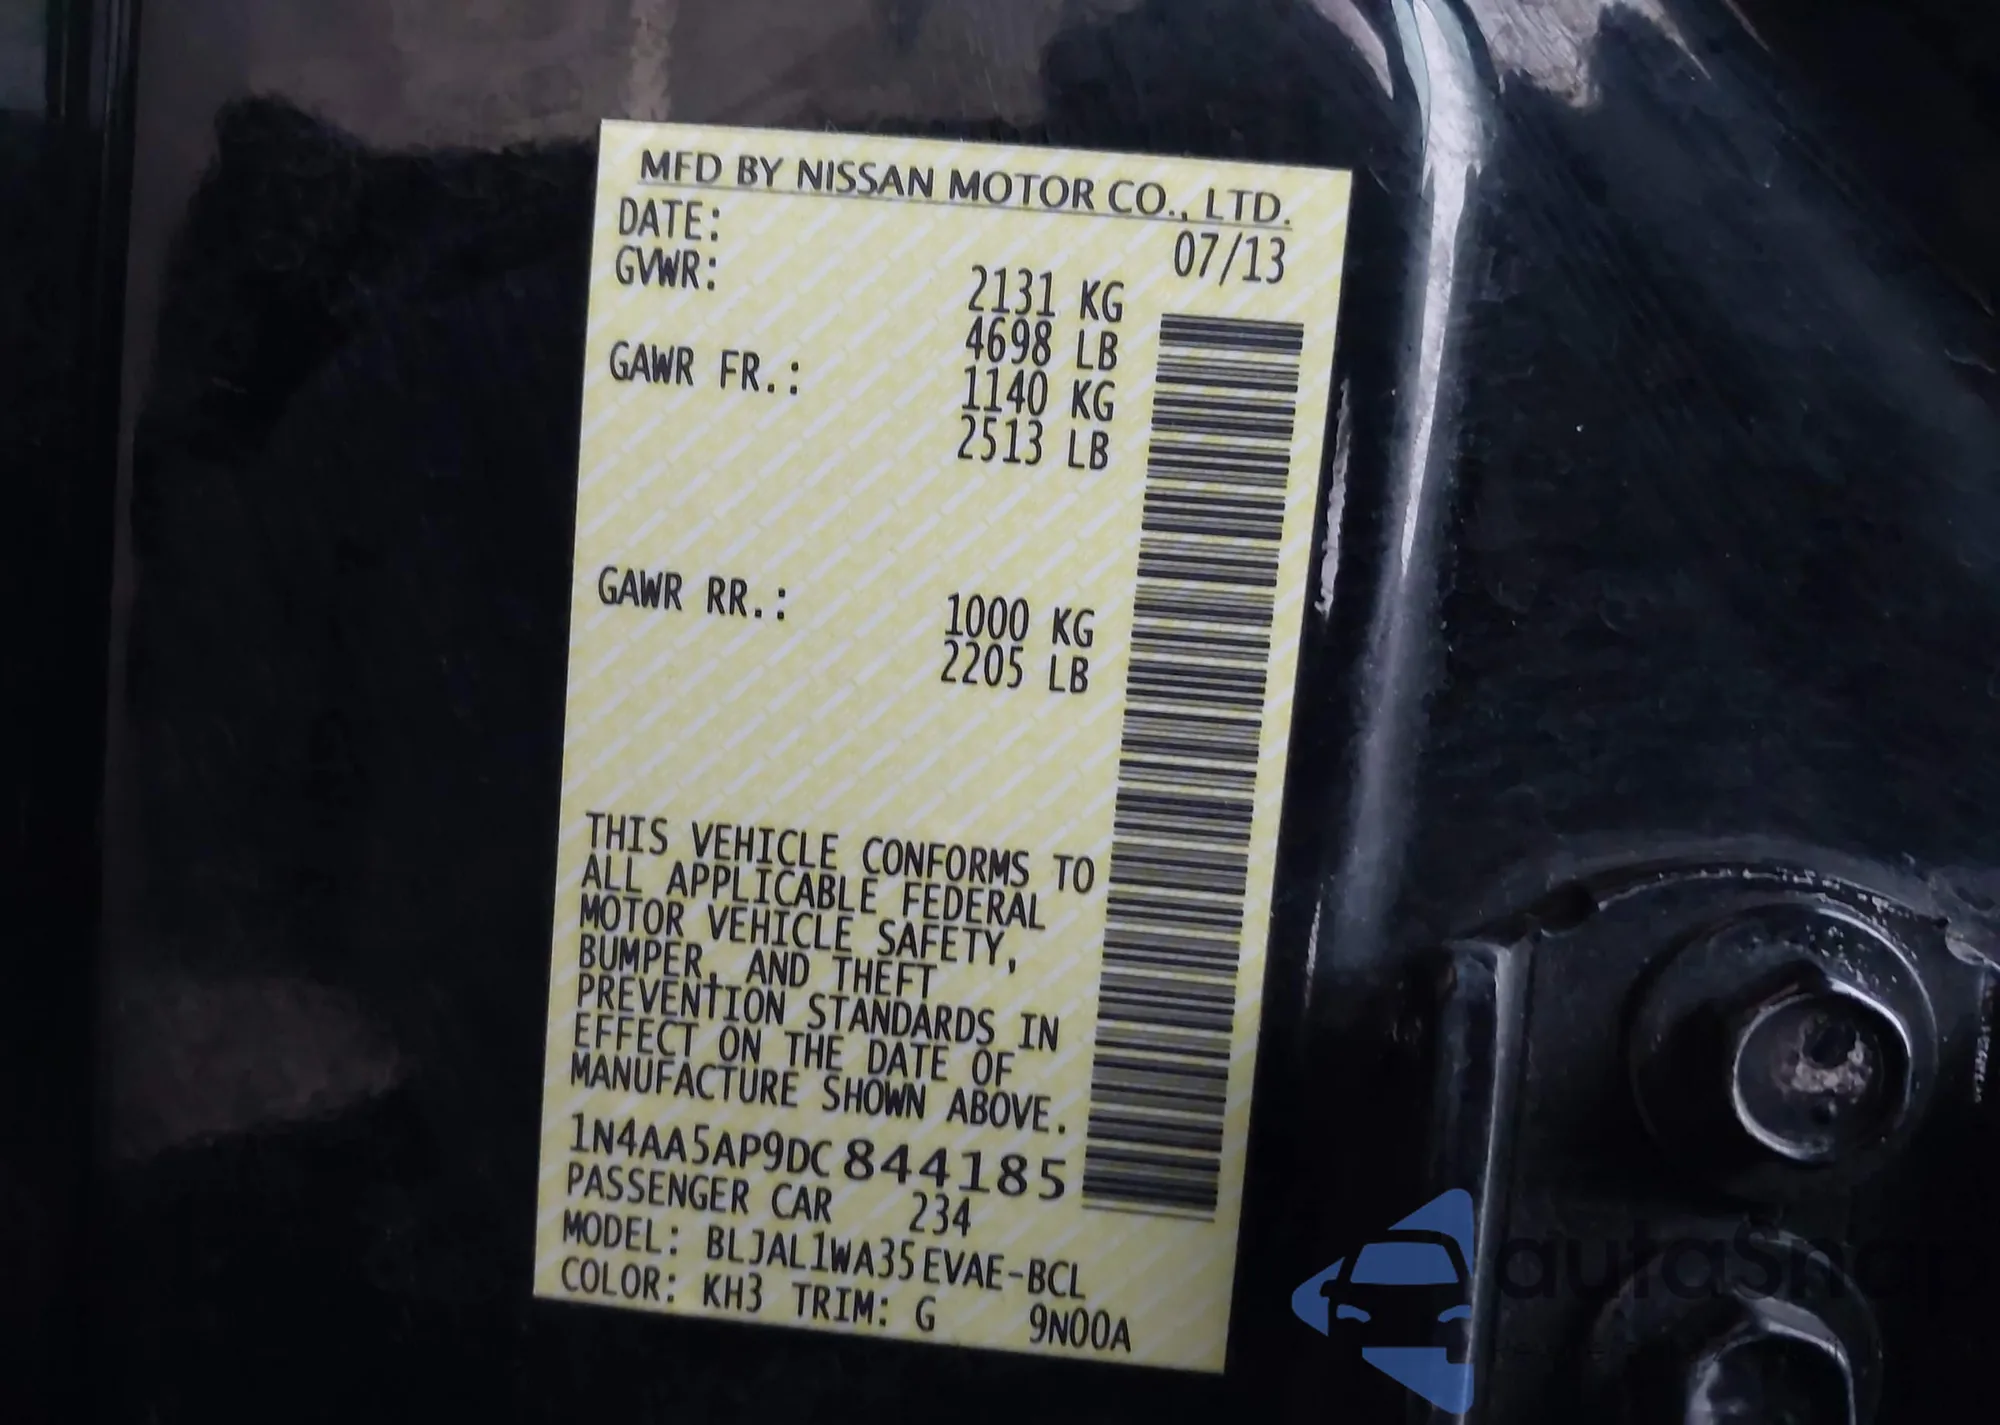 MFD BY NISSAN MOTOR CO., LTD.
DATE: 07/13
GVWR: 2131 KG
4698 LB
GAWR FR.: 1140 KG
2513 LB
GAWR RR.: 1000 KG
2205 LB
THIS VEHICLE CONFORMS TO
ALL APPLICABLE FEDERAL
MOTOR VEHICLE SAFETY,
BUMPER, AND THEFT
PREVENTION STANDARDS IN
EFFECT ON THE DATE OF
MANUFACTURE SHOWN ABOVE.
1N4AA5AP9DC844185
PASSENGER CAR 234
MODEL: BLJAL1WA35EVAE-BCL
COLOR: KH3 TRIM: G 9N00A